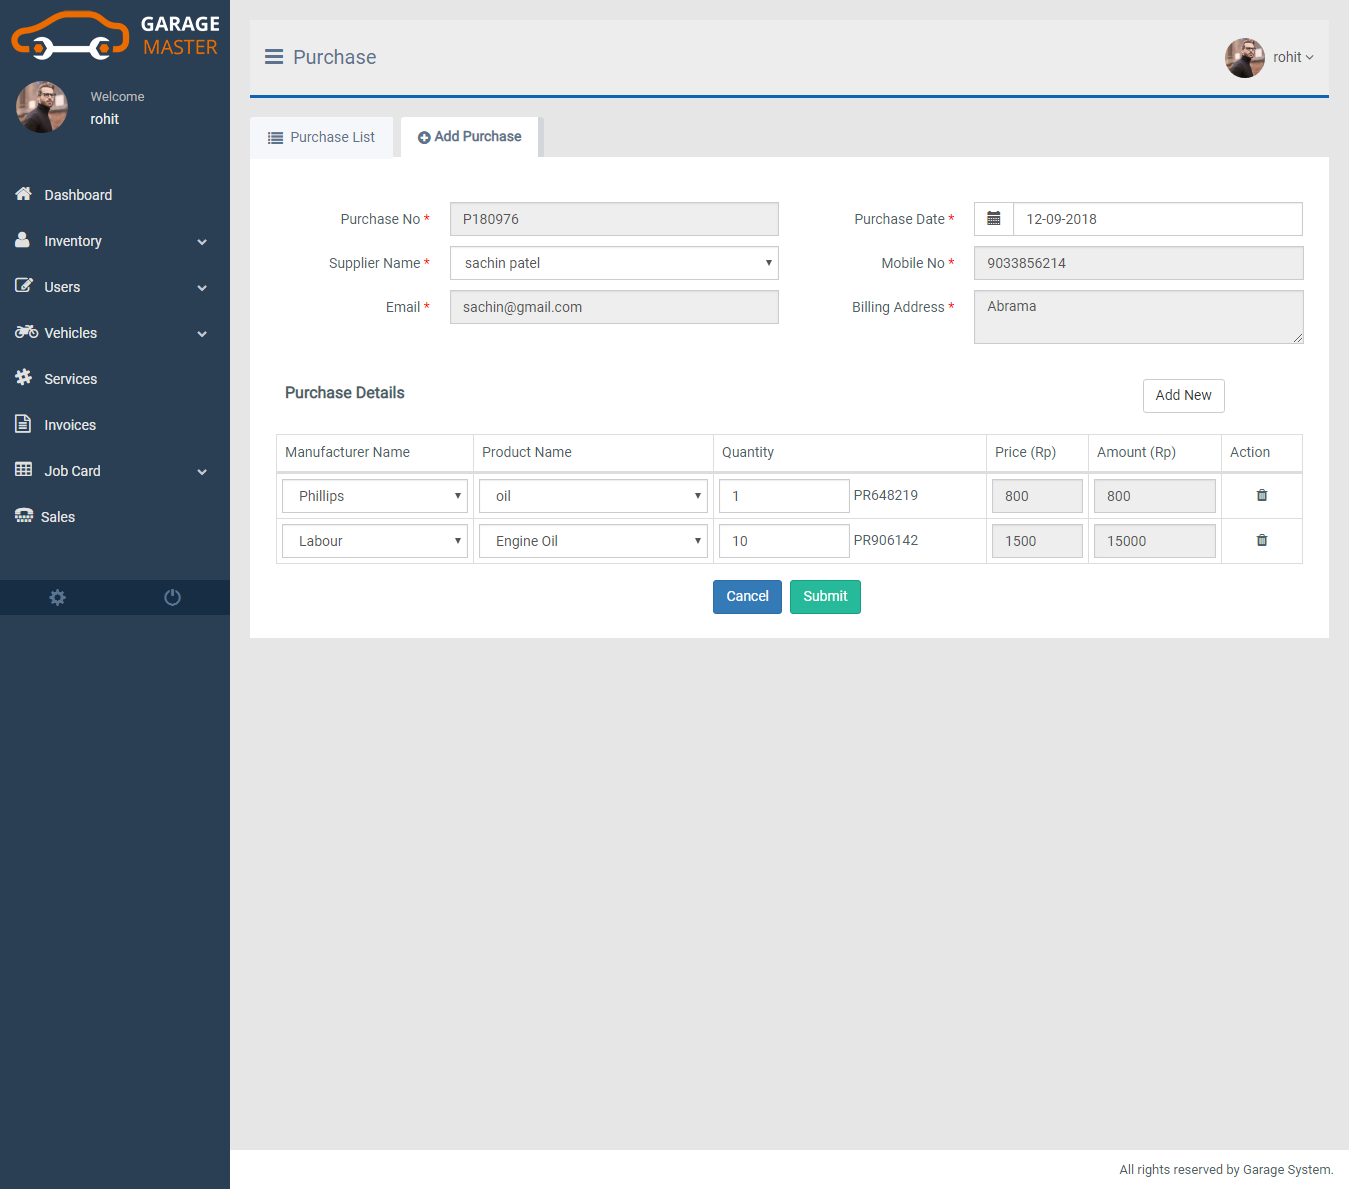 GARAGE
MASTER
Welcome
rohit
Dashboard
Inventory
Users
Vehicles
Services
Invoices
Job Card
Sales
Purchase
rohit
Purchase List
Add Purchase
Purchase No * P180976
Purchase Date * 12-09-2018
Supplier Name * sachin patel
Mobile No * 9033856214
Email * sachin@gmail.com
Billing Address * Abrama
Purchase Details
Add New
Manufacturer Name Product Name Quantity Price (Rp) Amount (Rp) Action
Phillips oil 1 PR648219 800 800
Labour Engine Oil 10 PR906142 1500 15000
Cancel Submit
All rights reserved by Garage System.